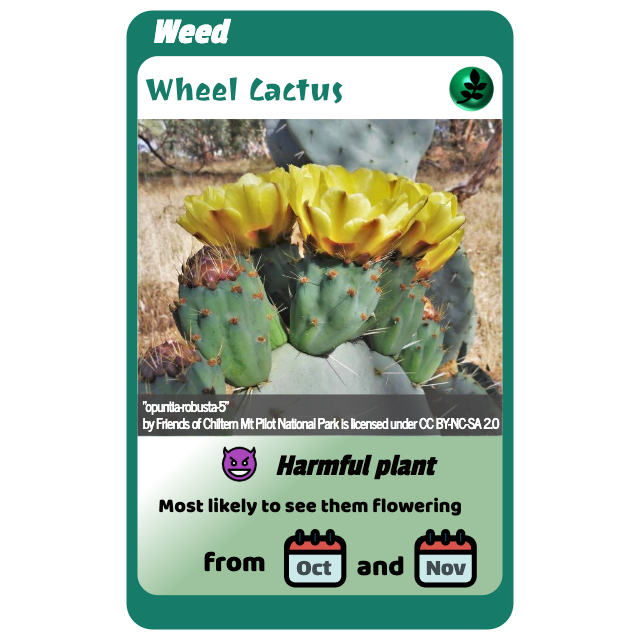 Weed
Wheel Cactus
"opuntia-robusta-5"
by Friends of Chiltern Mt Pilot National Park is licensed under CC BY-NC-SA 2.0
Harmful plant
Most likely to see them flowering
from Oct and Nov